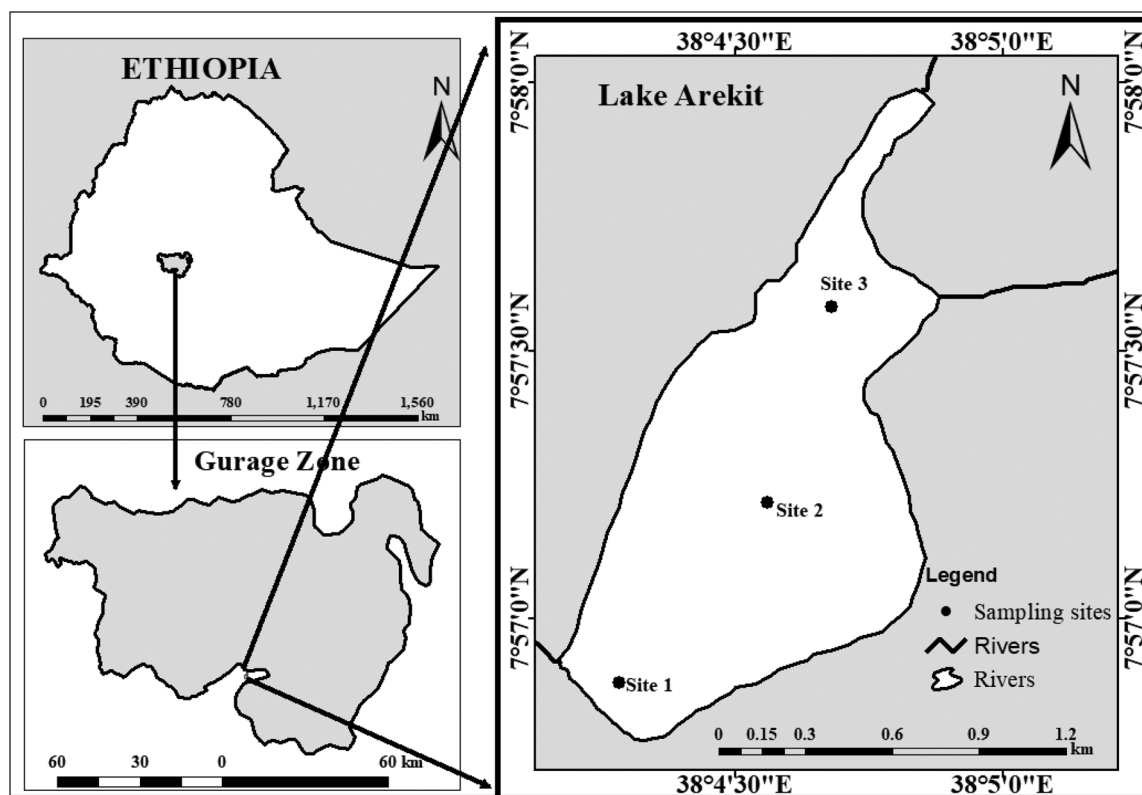 ETHIOPIA
N
0 195 390 780 1,170 1,560
km
Gurage Zone
60 30 0 60 km
38°4'30"E 38°5'0"E
Lake Arekit
N
7°58'0"N 7°58'0"N
Site 3
7°57'30"N 7°57'30"N
Site 2
Legend
Sampling sites
7°57'0"N 7°57'0"N
Rivers
Rivers
Site 1
0 0.15 0.3 0.6 0.9 1.2
km
38°4'30"E 38°5'0"E